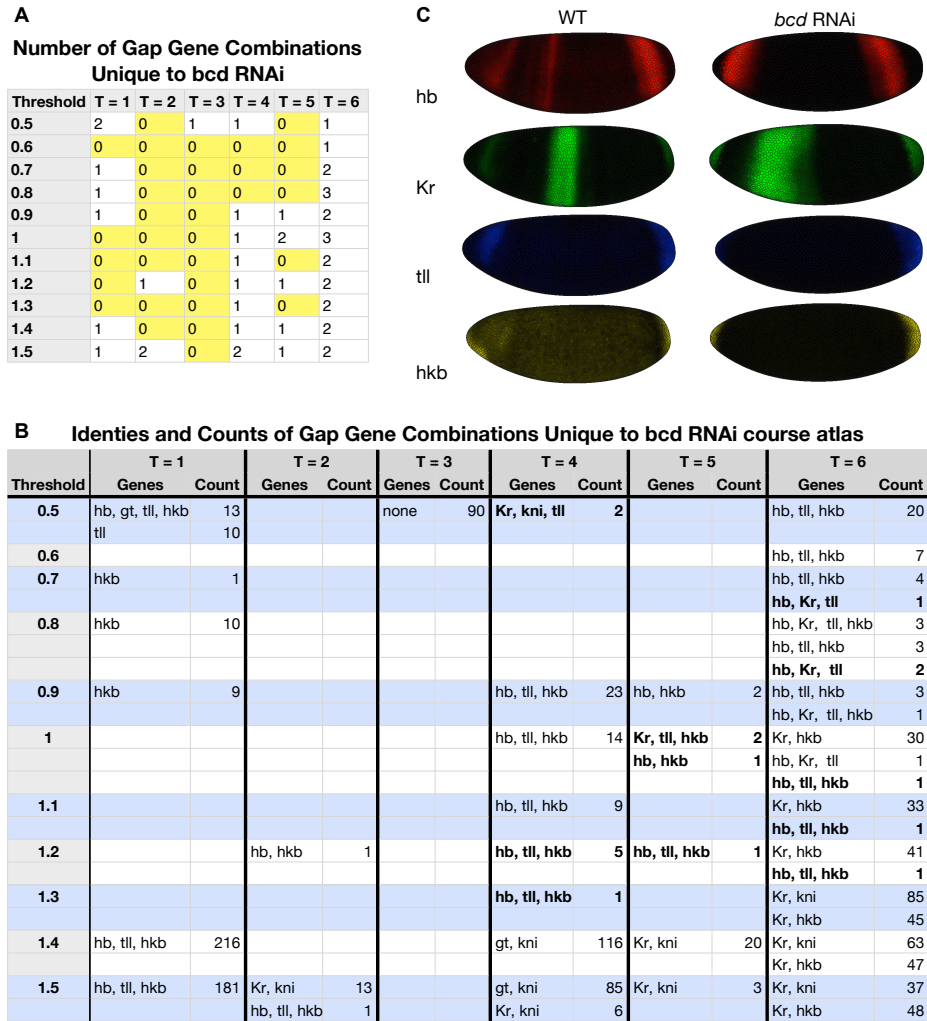 A
Number of Gap Gene Combinations
Unique to bcd RNAi
Threshold T = 1 T = 2 T = 3 T = 4 T = 5 T = 6
0.5 2 0 1 1 0 1
0.6 0 0 0 0 0 1
0.7 1 0 0 0 0 2
0.8 1 0 0 0 0 3
0.9 1 0 0 1 1 2
1 0 0 0 1 2 3
1.1 0 0 0 1 0 2
1.2 0 1 0 1 1 2
1.3 0 0 0 1 0 2
1.4 1 0 0 1 1 2
1.5 1 2 0 2 1 2
C
WT bcd RNAi
hb
Kr
tll
hkb
B Identies and Counts of Gap Gene Combinations Unique to bcd RNAi course atlas
T = 1 T = 2 T = 3 T = 4 T = 5 T = 6
Threshold Genes Count Genes Count Genes Count Genes Count Genes Count Genes Count
0.5 hb, gt, tll, hkb 13 none 90 Kr, kni, tll 2 hb, tll, hkb 20
tll 10
0.6 hb, tll, hkb 7
0.7 hkb 1 hb, tll, hkb 4
hb, Kr, tll 1
0.8 hkb 10 hb, Kr, tll, hkb 3
hb, tll, hkb 3
hb, Kr, tll 2
0.9 hkb 9 hb, tll, hkb 23 hb, hkb 2 hb, tll, hkb 3
hb, Kr, tll, hkb 1
1 hb, tll, hkb 14 Kr, tll, hkb 2 Kr, hkb 30
hb, hkb 1 hb, Kr, tll 1
hb, tll, hkb 1
1.1 hb, tll, hkb 9 Kr, hkb 33
hb, tll, hkb 1
1.2 hb, hkb 1 hb, tll, hkb 5 hb, tll, hkb 1 Kr, hkb 41
hb, tll, hkb 1
1.3 hb, tll, hkb 1 Kr, kni 85
Kr, hkb 45
1.4 hb, tll, hkb 216 gt, kni 116 Kr, kni 20 Kr, kni 63
Kr, hkb 47
1.5 hb, tll, hkb 181 Kr, kni 13 gt, kni 85 Kr, kni 3 Kr, kni 37
hb, tll, hkb 1 Kr, kni 6 Kr, hkb 48